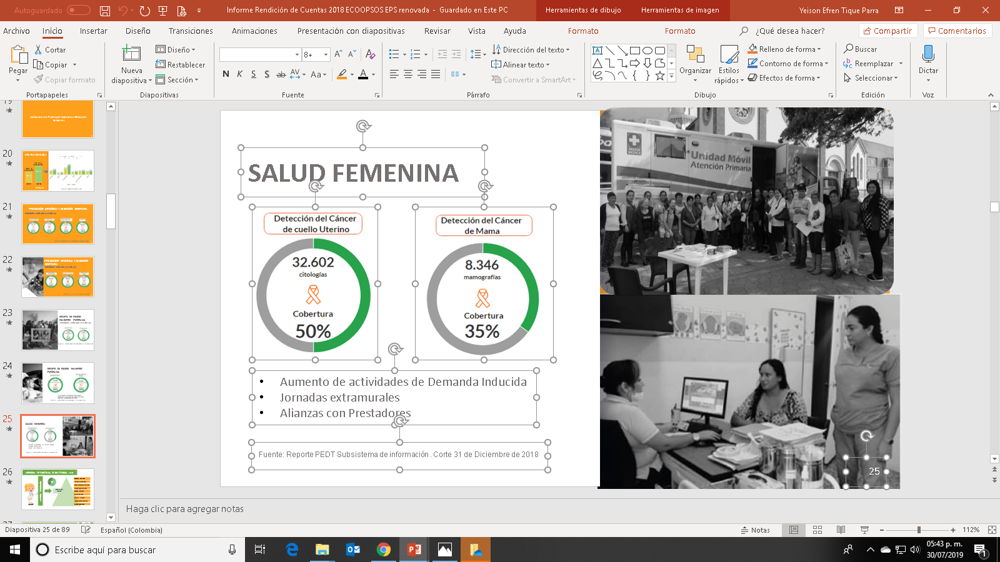 Autoguardado
Informe Rendición de Cuentas 2018 ECOOPSOS EPS renovada - Guardado en Este PC
Herramientas de dibujo
Herramientas de imagen
Yeison Efren Tique Parra
Archivo
Inicio
Insertar
Diseño
Transiciones
Animaciones
Presentación con diapositivas
Revisar
Vista
Ayuda
Formato
Formato
¿Qué desea hacer?
Compartir
Comentarios
Pegar
Cortar
Copiar
Copiar formato
Portapapeles
Nueva
diapositiva
Diseño
Restablecer
Sección
Diapositivas
8+
N K S S ab AV Aa A
Fuente
Dirección del texto
Alinear texto
Convertir a SmartArt
Párrafo
Organizar
Estilos
rápidos
Relleno de forma
Contorno de forma
Efectos de forma
Dibujo
Buscar
Reemplazar
Seleccionar
Edición
Dictar
Voz
19
20
21
22
23
24
25
26
SALUD FEMENINA
Detección del Cáncer
de cuello Uterino
32.602
citologías
Cobertura
50%
Detección del Cáncer
de Mama
8.346
mamografías
Cobertura
35%
• Aumento de actividades de Demanda Inducida
• Jornadas extramurales
• Alianzas con Prestadores
Fuente: Reporte PEDT Subsistema de información . Corte 31 de Diciembre de 2018
MISIÓN
MÉDICA
Unidad Móvil
Atención Primaria
25
Haga clic para agregar notas
Diapositiva 25 de 89
Español (Colombia)
Notas
112%
Escribe aquí para buscar
05:43 p. m.
30/07/2019
1